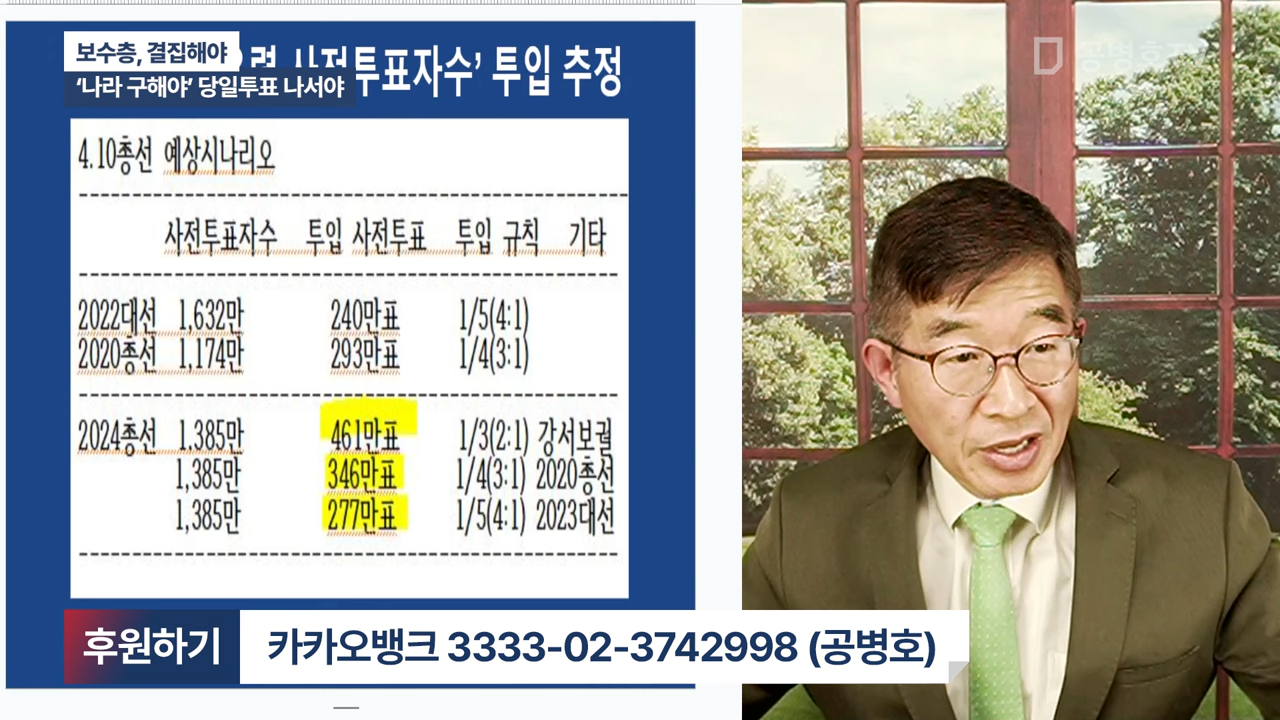 보수층, 결집해야
투표자수’ 투입 추정
‘나라 구해야’ 당일투표 나서야
4.10총선 예상시나리오
사전투표자수 투입 사전투표 투입 규칙 기타
2022대선 1,632만 240만표 1/5(4:1)
2020총선 1,174만 293만표 1/4(3:1)
2024총선 1,385만 461만표 1/3(2:1) 강서보궐
1,385만 346만표 1/4(3:1) 2020총선
1,385만 277만표 1/5(4:1) 2023대선
후원하기 카카오뱅크 3333-02-3742998 (공병호)
공병호